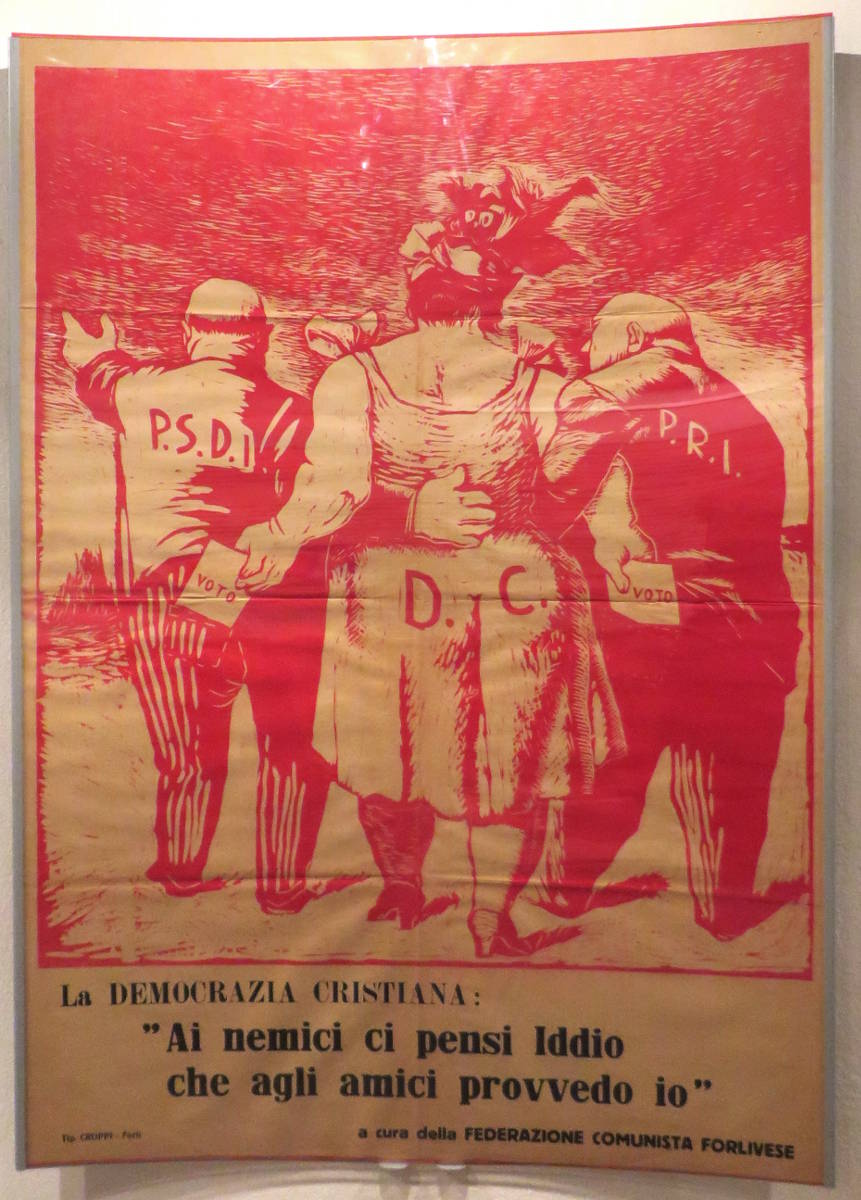 P.S.D.I.
P.R.I.
D.C.
VOTO
VOTO
La DEMOCRAZIA CRISTIANA:
"Ai nemici ci pensi Iddio
che agli amici provvedo io"
Tip. CROPPI - Forlì
a cura della FEDERAZIONE COMUNISTA FORLIVESE